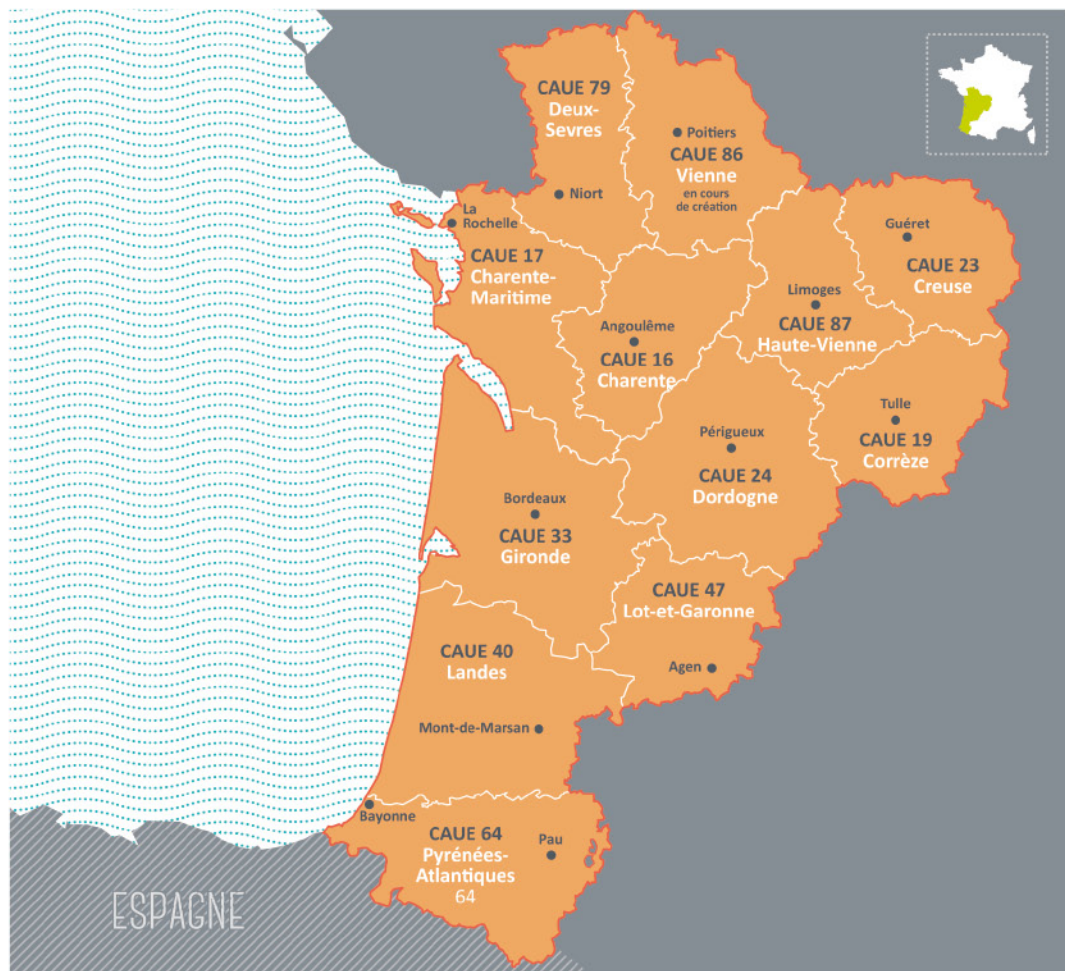 CAUE 79
Deux-
Sevres
Poitiers
CAUE 86
Vienne
en cours
de création
Niort
La
Rochelle
CAUE 17
Charente-
Maritime
Guéret
CAUE 23
Creuse
Limoges
CAUE 87
Haute-Vienne
Angoulême
CAUE 16
Charente
Tulle
CAUE 19
Corrèze
Périgueux
CAUE 24
Dordogne
Bordeaux
CAUE 33
Gironde
CAUE 47
Lot-et-Garonne
Agen
CAUE 40
Landes
Mont-de-Marsan
Bayonne
CAUE 64
Pyrénées-
Atlantiques
64
Pau
ESPAGNE